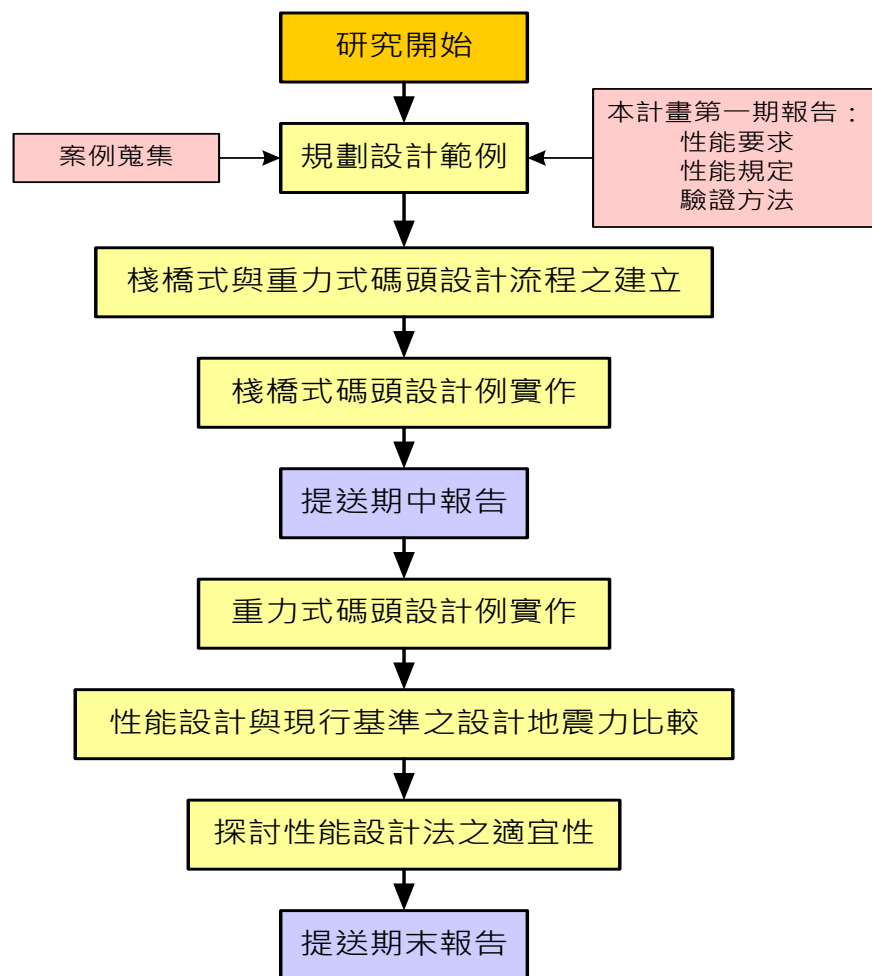 研究開始
案例蒐集
規劃設計範例
本計畫第一期報告：
性能要求
性能規定
驗證方法
棧橋式與重力式碼頭設計流程之建立
棧橋式碼頭設計例實作
提送期中報告
重力式碼頭設計例實作
性能設計與現行基準之設計地震力比較
探討性能設計法之適宜性
提送期末報告